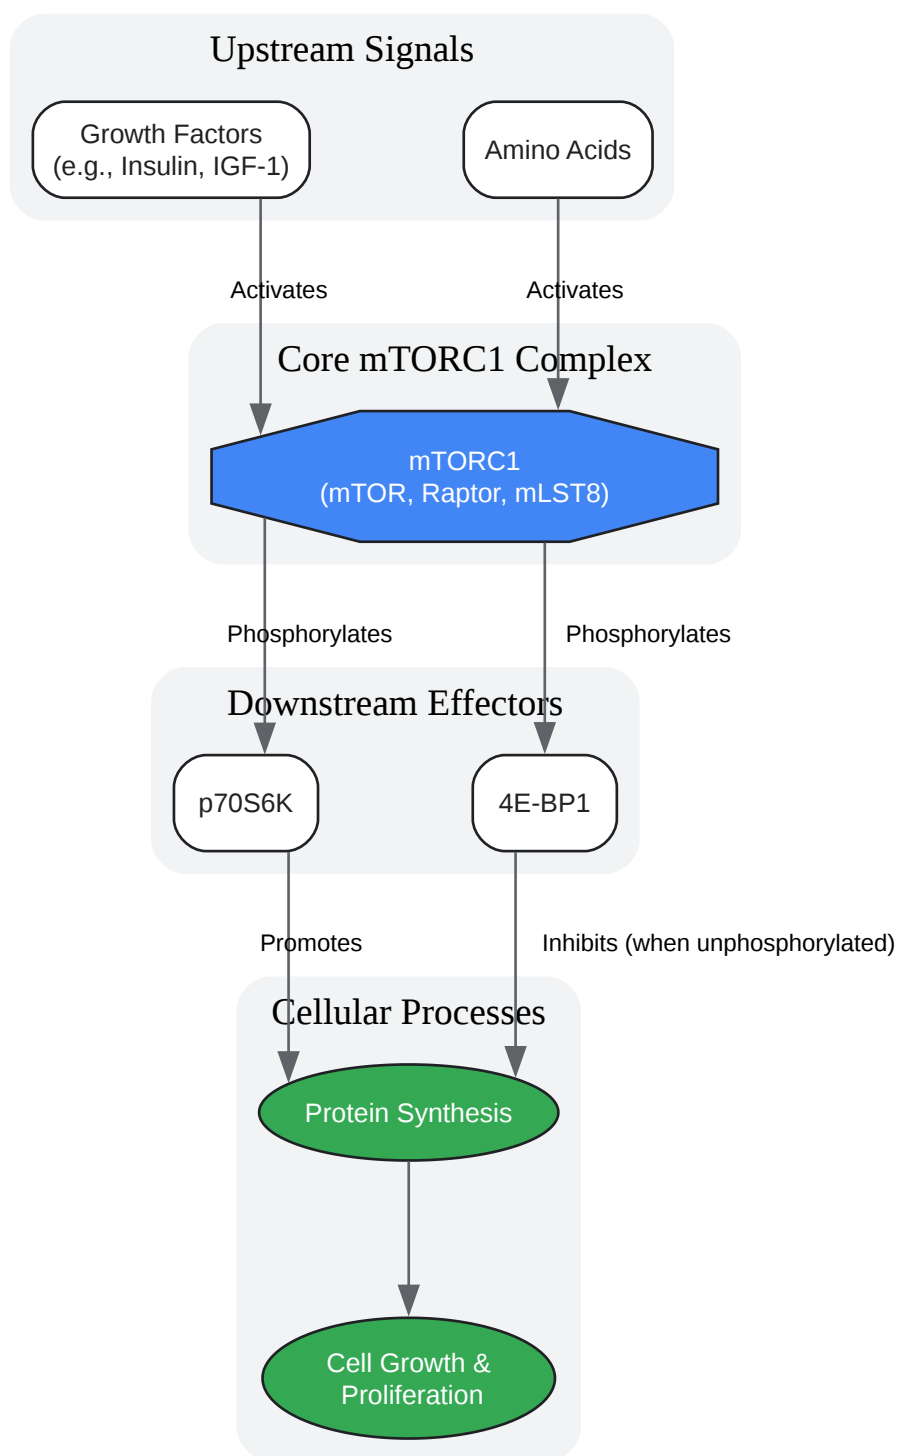 Upstream Signals
Growth Factors
(e.g., Insulin, IGF-1)
Amino Acids
Activates
Activates
Core mTORC1 Complex
mTORC1
(mTOR, Raptor, mLST8)
Phosphorylates
Phosphorylates
Downstream Effectors
p70S6K
4E-BP1
Promotes
Inhibits (when unphosphorylated)
Cellular Processes
Protein Synthesis
Cell Growth &
Proliferation